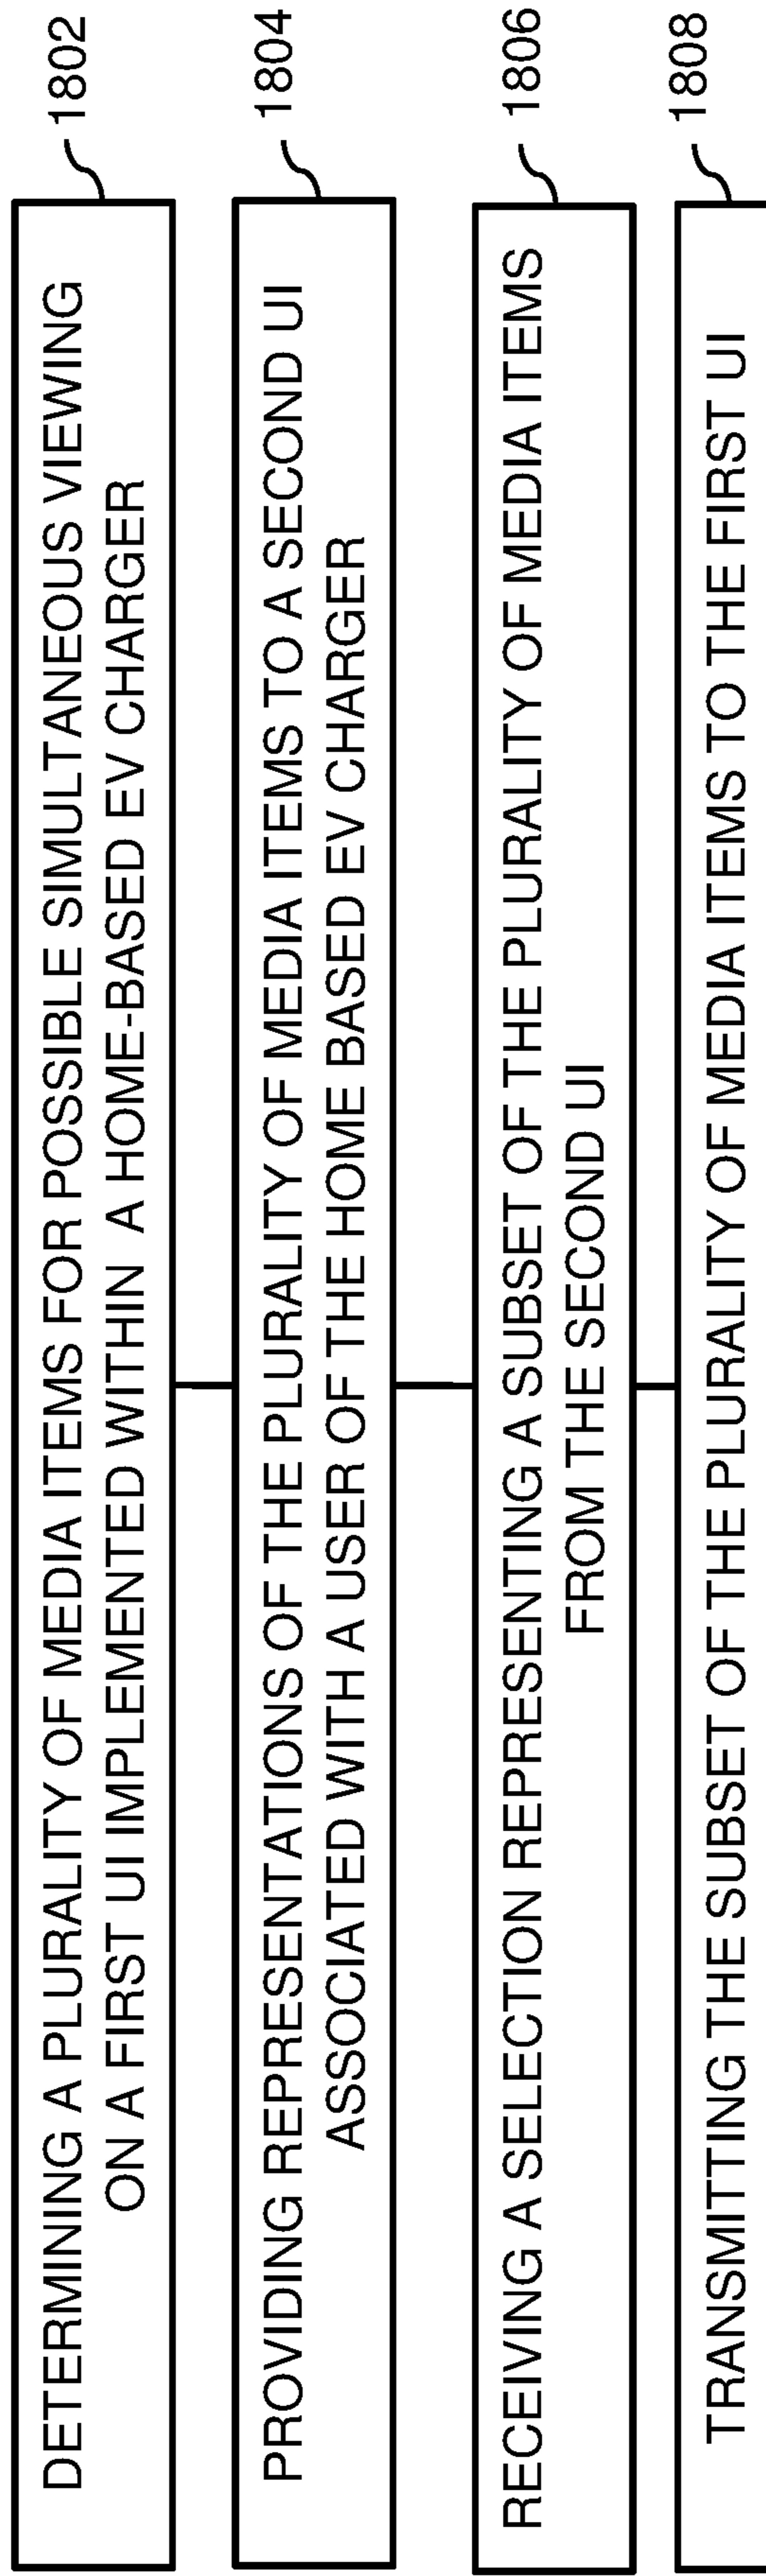 DETERMINING A PLURALITY OF MEDIA ITEMS FOR POSSIBLE SIMULTANEOUS VIEWING
ON A FIRST UI IMPLEMENTED WITHIN A HOME-BASED EV CHARGER
1802
PROVIDING REPRESENTATIONS OF THE PLURALITY OF MEDIA ITEMS TO A SECOND UI
ASSOCIATED WITH A USER OF THE HOME BASED EV CHARGER
1804
RECEIVING A SELECTION REPRESENTING A SUBSET OF THE PLURALITY OF MEDIA ITEMS
FROM THE SECOND UI
1806
TRANSMITTING THE SUBSET OF THE PLURALITY OF MEDIA ITEMS TO THE FIRST UI
1808